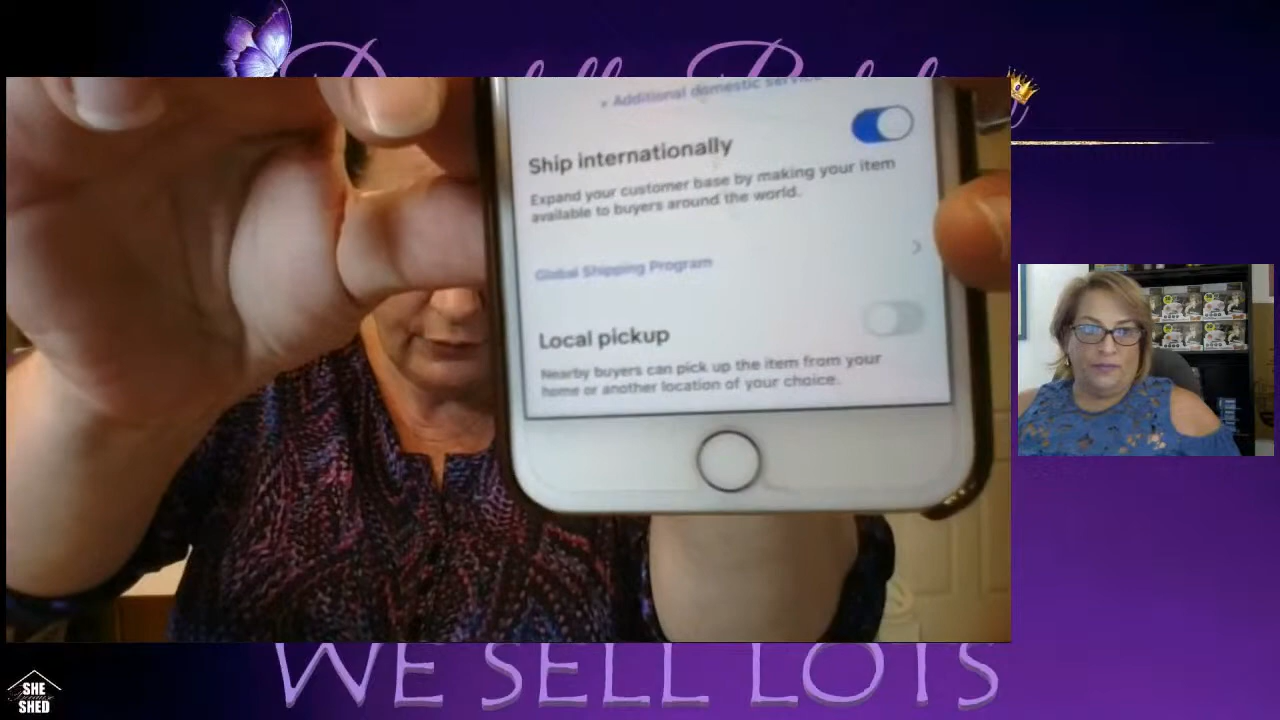 Additional domestic service
Ship internationally
Expand your customer base by making your item
available to buyers around the world.
Global Shipping Program
Local pickup
Nearby buyers can pick up the item from your
home or another location of your choice.
WE SELL LOTS
SHE
SHED